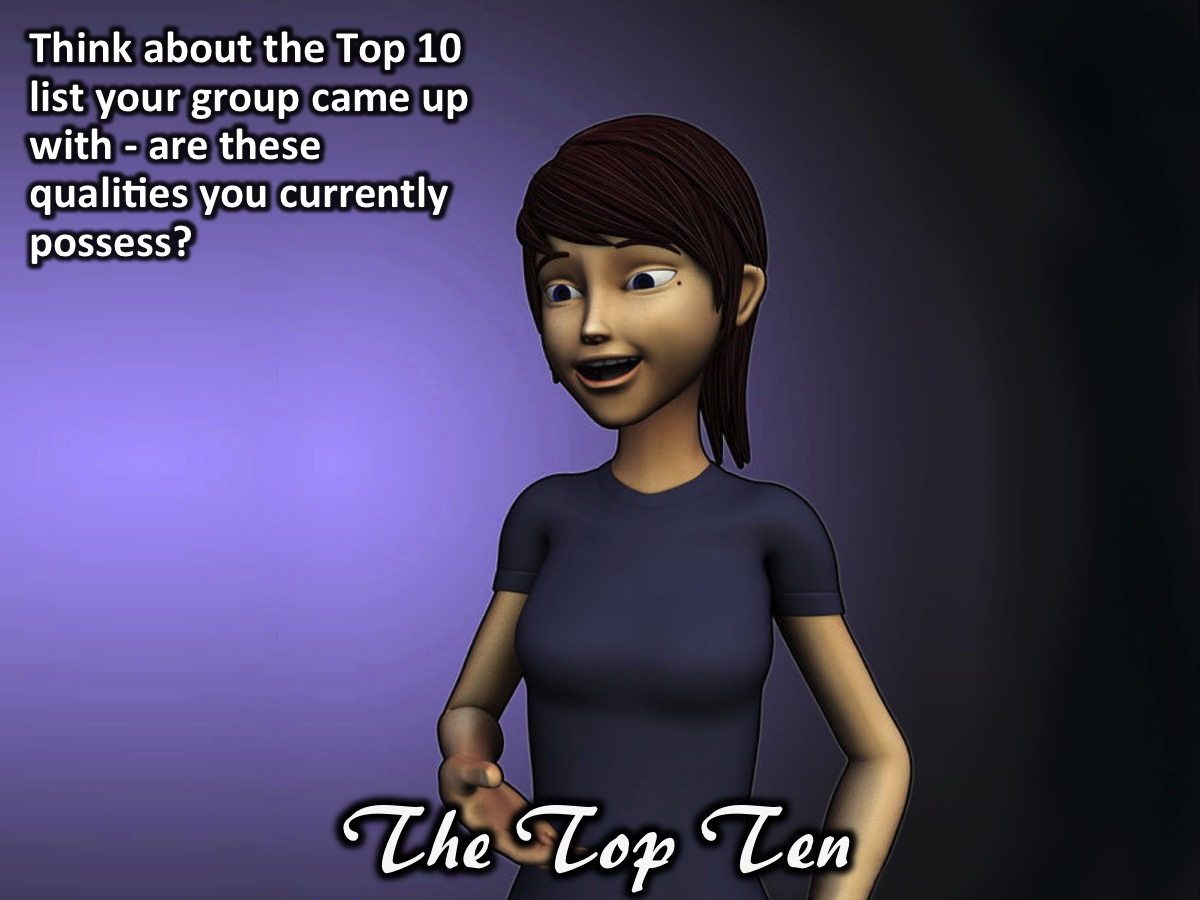 Think about the Top 10
list your group came up
with - are these
qualities you currently
possess?
The Top Ten